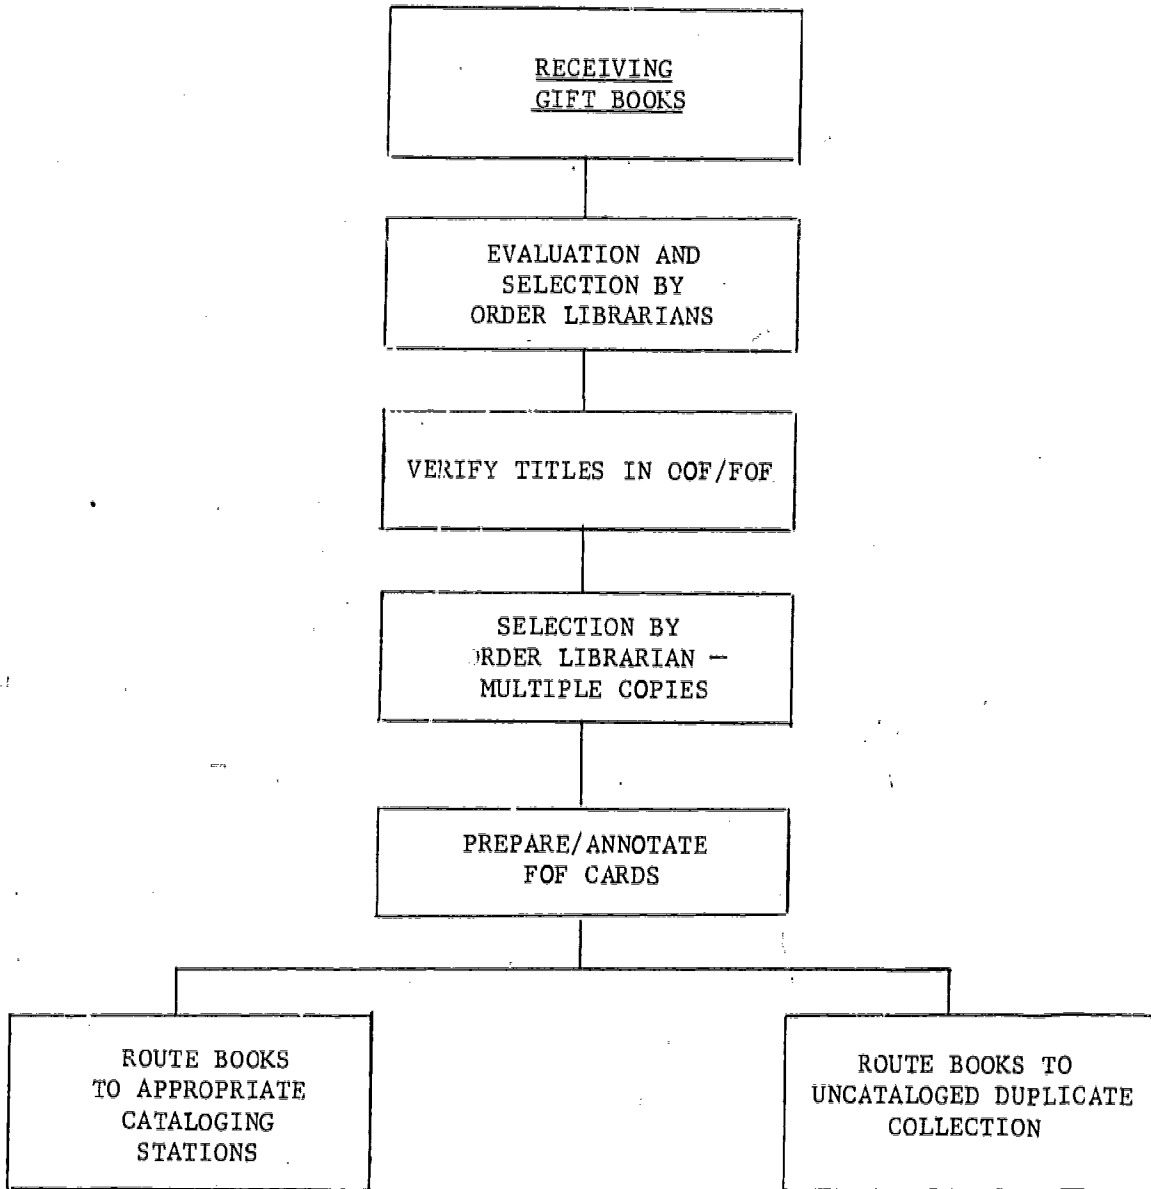 RECEIVING
GIFT BOOKS
EVALUATION AND
SELECTION BY
ORDER LIBRARIANS
VERIFY TITLES IN OOF/FOF
SELECTION BY
ORDER LIBRARIAN —
MULTIPLE COPIES
PREPARE/ANNOTATE
FOF CARDS
ROUTE BOOKS
TO APPROPRIATE
CATALOGING
STATIONS
ROUTE BOOKS TO
UNCATALOGED DUPLICATE
COLLECTION